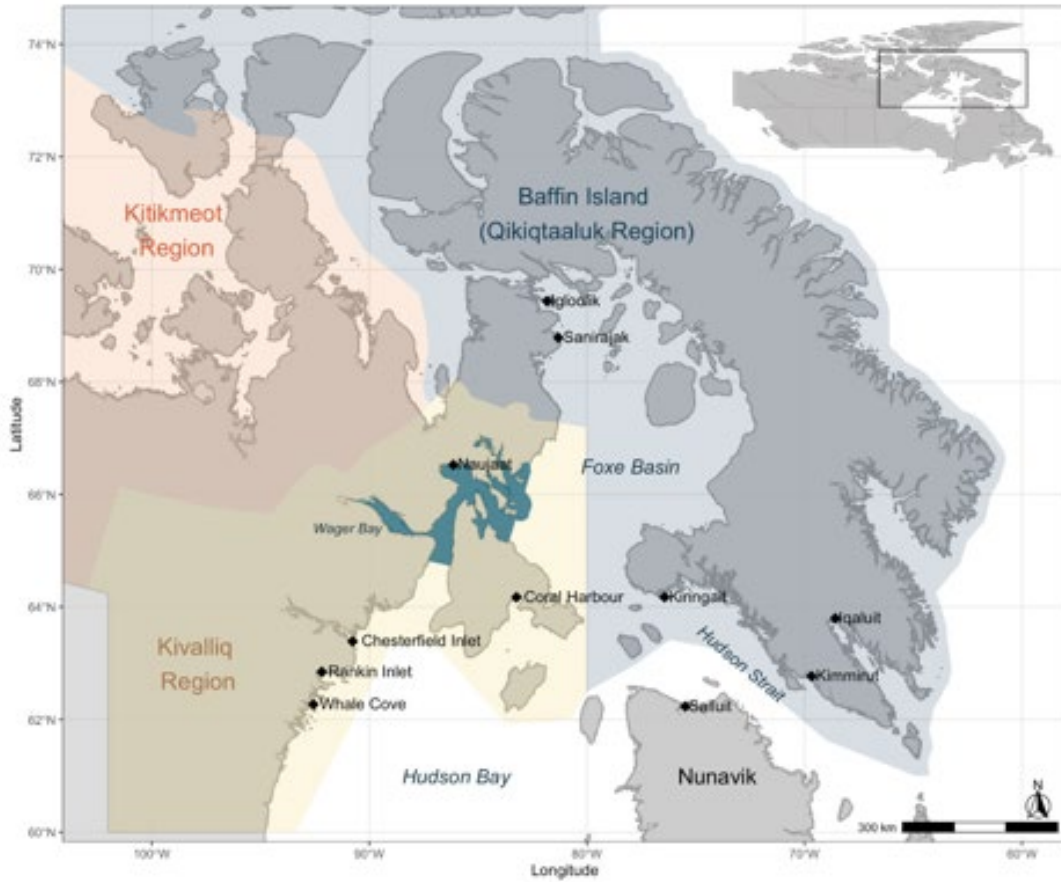 74°N
72°N
70°N
68°N
66°N
64°N
62°N
60°N
Latitude
100°W
90°W
80°W
70°W
60°W
Longitude
Kitikmeot
Region
Baffin Island
(Qikiqtaaluk Region)
Igloolik
Sanirajak
Naujaat
Foxe Basin
Wager Bay
Coral Harbour
Kinngait
Iqaluit
Chesterfield Inlet
Kivalliq
Region
Rankin Inlet
Hudson Strait
Kimmirut
Whale Cove
Salluit
Hudson Bay
Nunavik
N
300 km